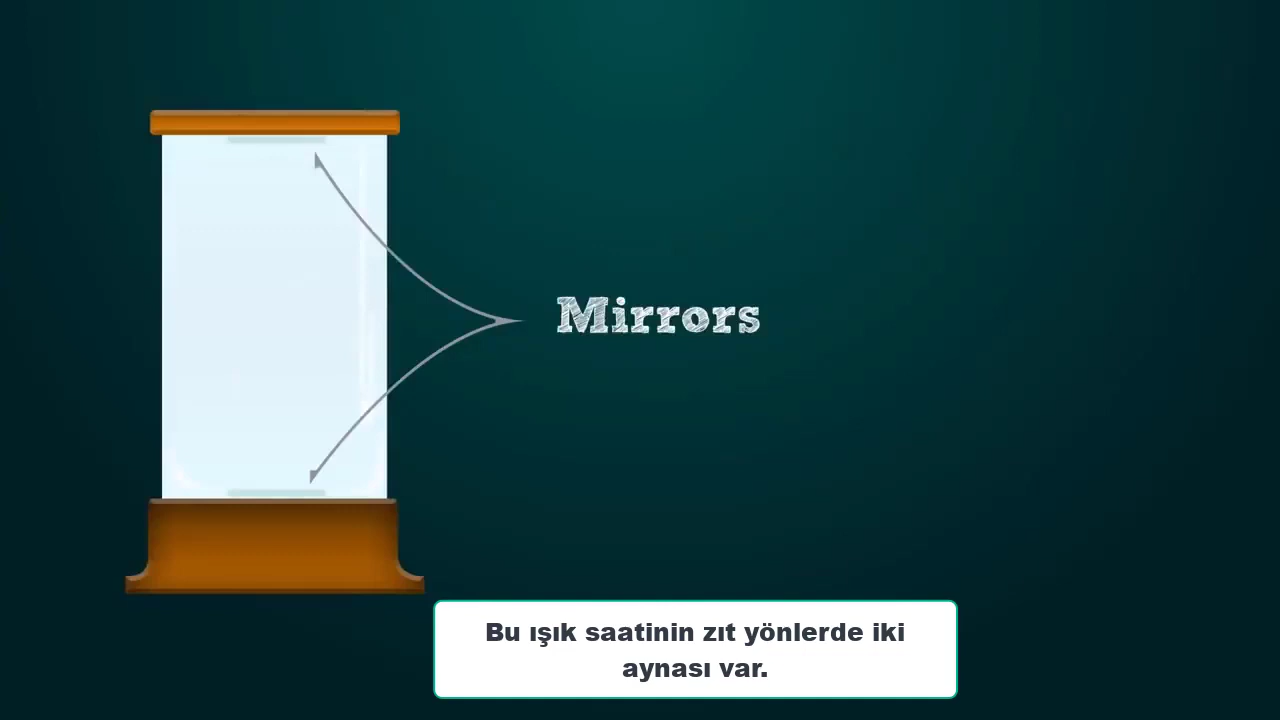 Mirrors
Bu ışık saatinin zıt yönlerde iki
aynası var.